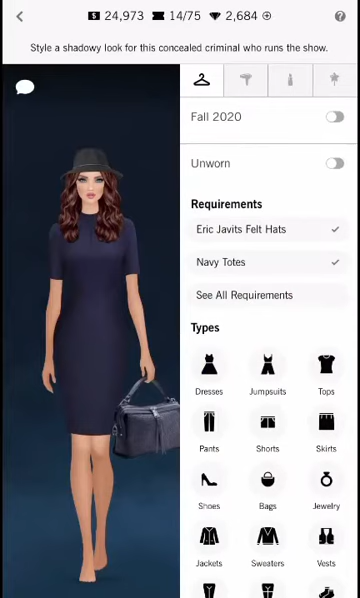 24,973 14/75 2,684
Style a shadowy look for this concealed criminal who runs the show.
Fall 2020
Unworn
Requirements
Eric Javits Felt Hats
Navy Totes
See All Requirements
Types
Dresses Jumpsuits Tops
Pants Shorts Skirts
Shoes Bags Jewelry
Jackets Sweaters Vests